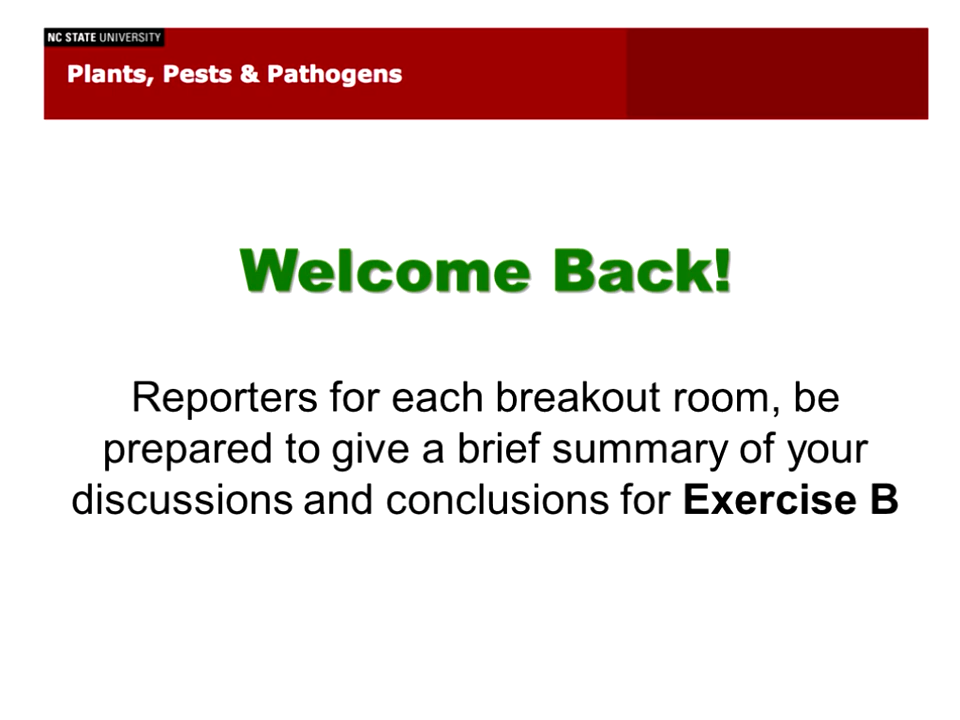 NC STATE UNIVERSITY
Plants, Pests & Pathogens
Welcome Back!
Reporters for each breakout room, be
prepared to give a brief summary of your
discussions and conclusions for Exercise B